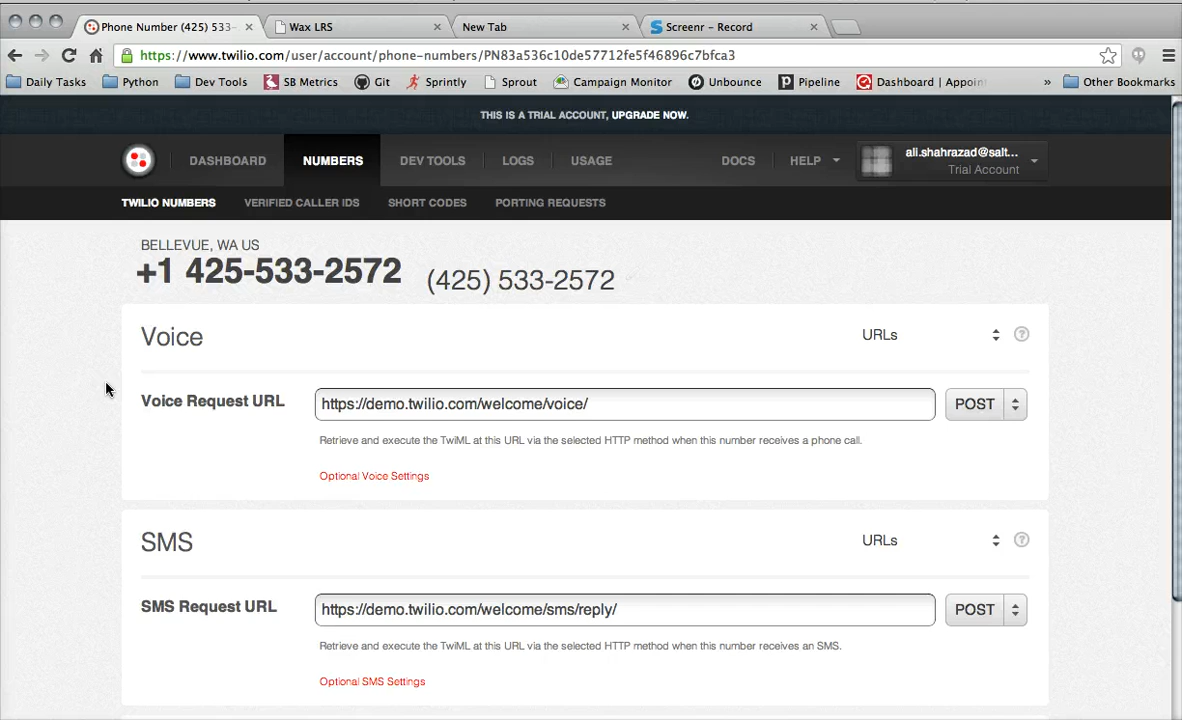 Phone Number (425) 533-
Wax LRS
New Tab
Screenr – Record
https://www.twilio.com/user/account/phone-numbers/PN83a536c10de57712fe5f46896c7bfca3
Daily Tasks
Python
Dev Tools
SB Metrics
Git
Sprintly
Sprout
Campaign Monitor
Unbounce
Pipeline
Dashboard | Appoin
»
Other Bookmarks
THIS IS A TRIAL ACCOUNT, UPGRADE NOW.
DASHBOARD
NUMBERS
DEV TOOLS
LOGS
USAGE
DOCS
HELP
ali.shahrazad@salt...
Trial Account
TWILIO NUMBERS
VERIFIED CALLER IDS
SHORT CODES
PORTING REQUESTS
BELLEVUE, WA US
+1 425-533-2572
(425) 533-2572
Voice
URLs
?
Voice Request URL
https://demo.twilio.com/welcome/voice/
POST
Retrieve and execute the TwiML at this URL via the selected HTTP method when this number receives a phone call.
Optional Voice Settings
SMS
URLs
?
SMS Request URL
https://demo.twilio.com/welcome/sms/reply/
POST
Retrieve and execute the TwiML at this URL via the selected HTTP method when this number receives an SMS.
Optional SMS Settings